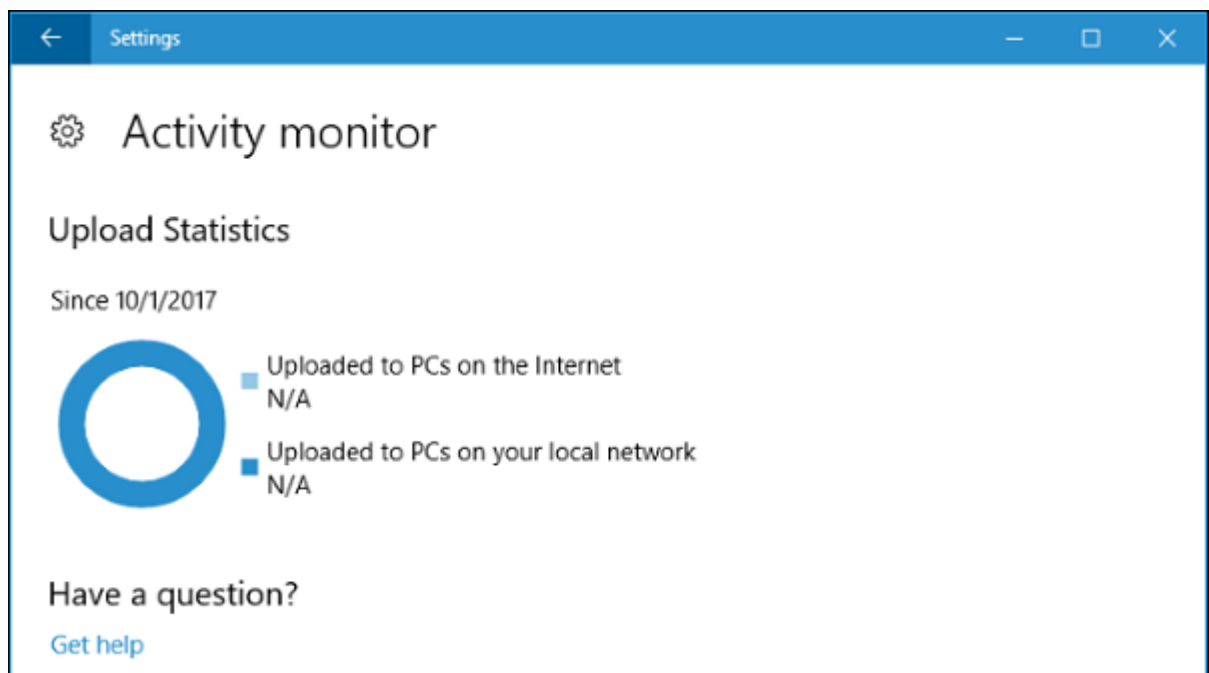 Settings
Activity monitor
Upload Statistics
Since 10/1/2017
Uploaded to PCs on the Internet
N/A
Uploaded to PCs on your local network
N/A
Have a question?
Get help